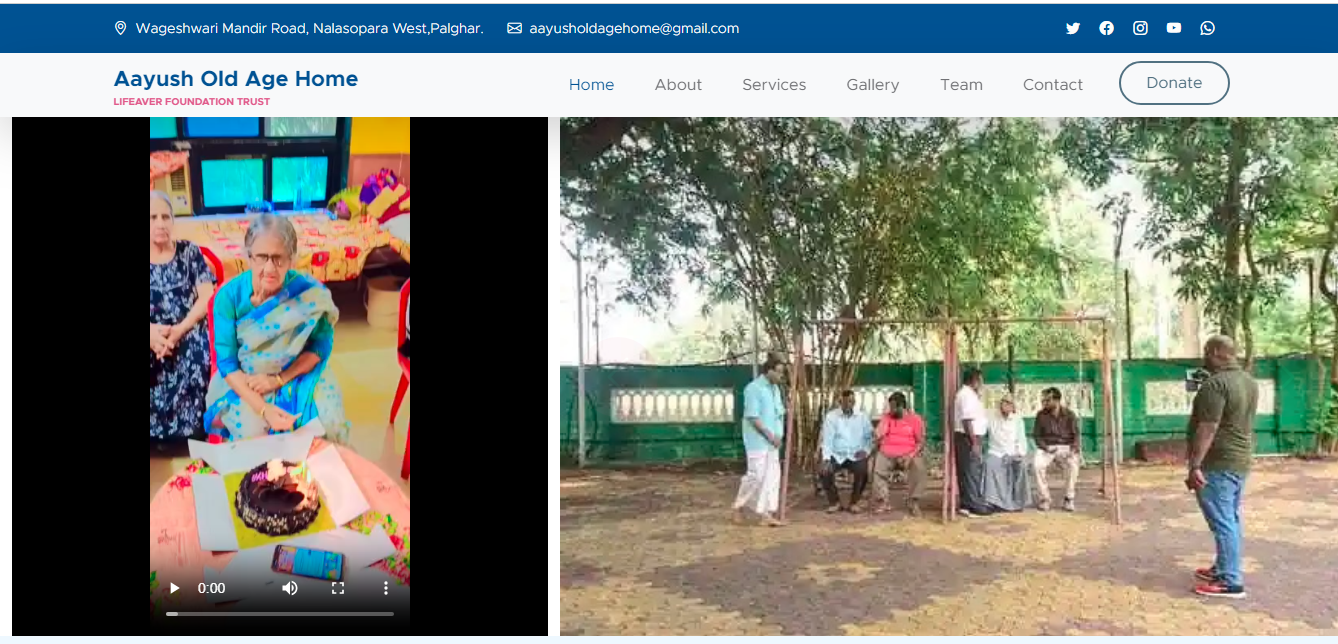 Wageshwari Mandir Road, Nalasopara West,Palghar. aayusholdagehome@gmail.com
Aayush Old Age Home
LIFEAVER FOUNDATION TRUST
Home About Services Gallery Team Contact Donate
0:00